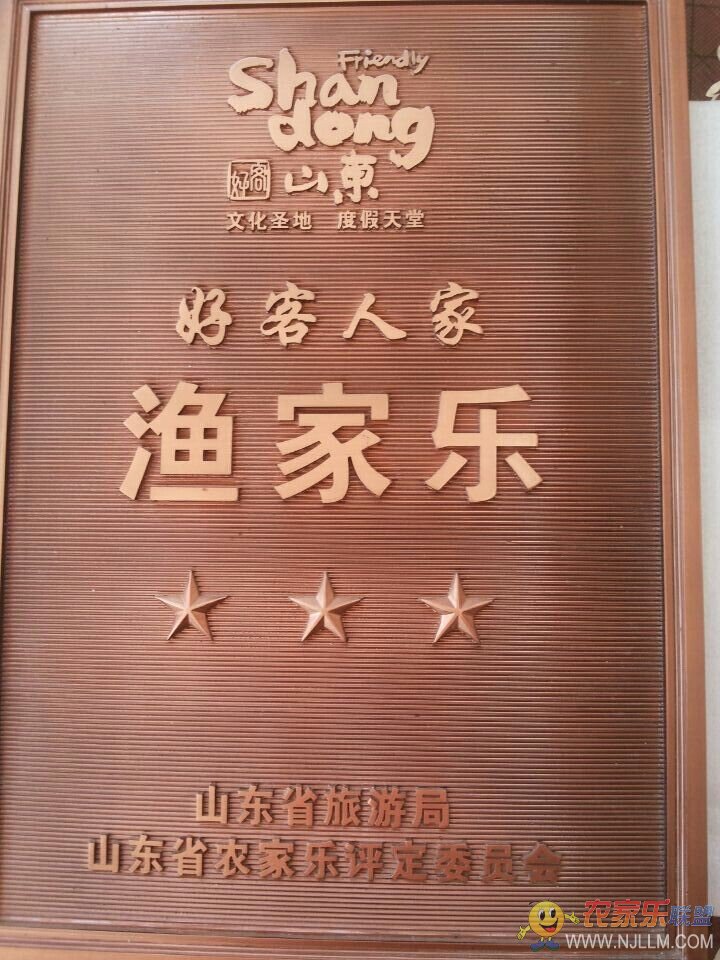 Friendly
Shan
dong
好客 山東
文化圣地 度假天堂
好客人家
渔家乐
山东省旅游局
山东省农家乐评定委员会
农家乐联盟
WWW.NJLLM.COM